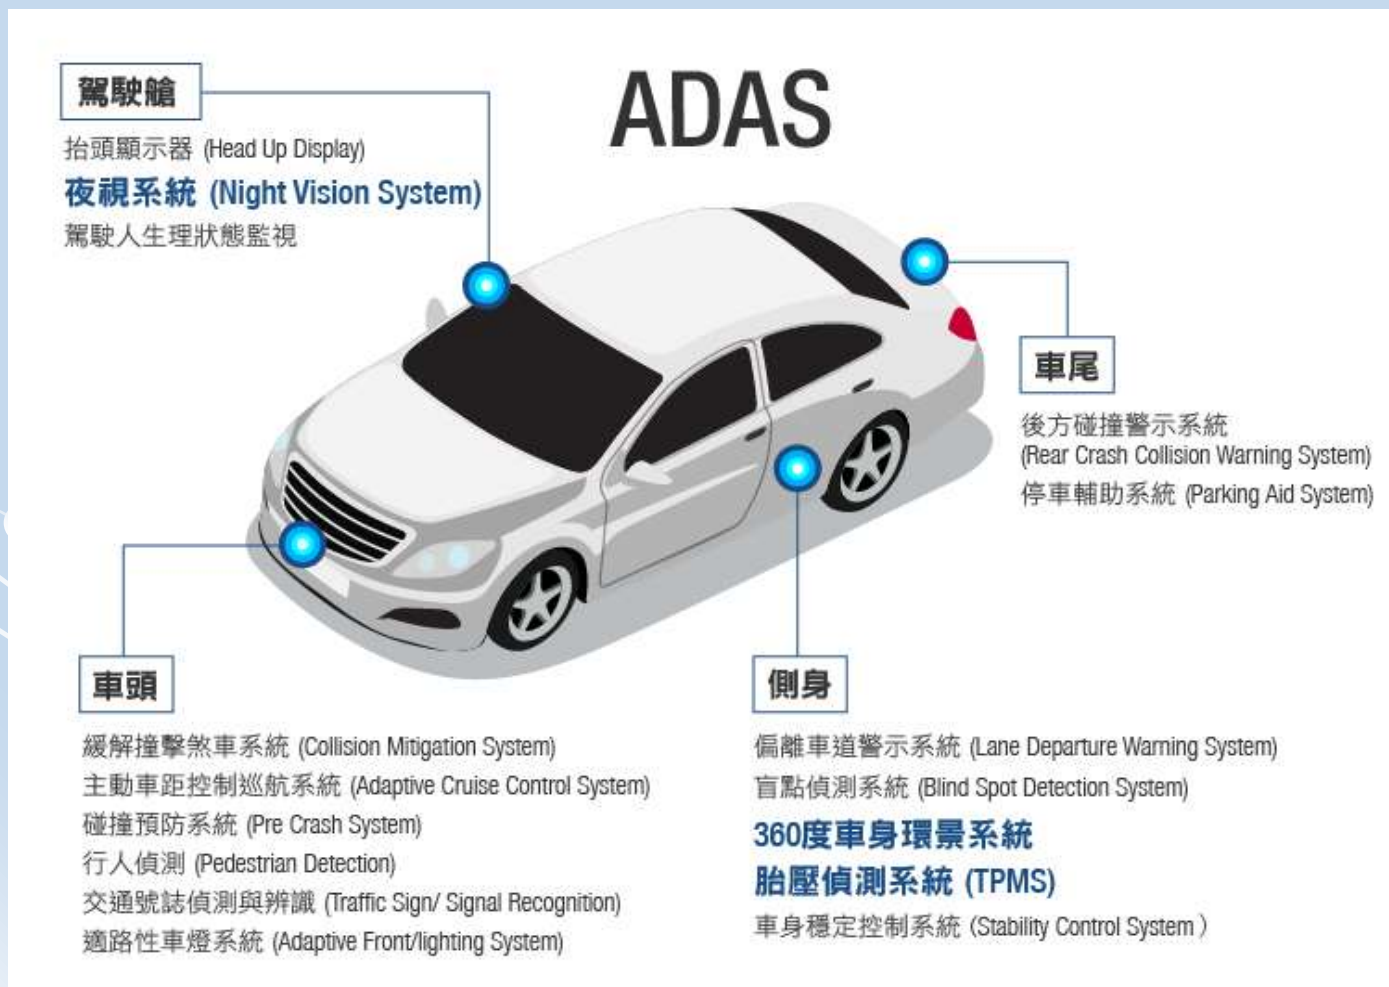 ADAS
駕駛艙
抬頭顯示器 (Head Up Display)
夜視系統 (Night Vision System)
駕駛人生理狀態監視
車尾
後方碰撞警示系統
(Rear Crash Collision Warning System)
停車輔助系統 (Parking Aid System)
車頭
緩解撞擊煞車系統 (Collision Mitigation System)
主動車距控制巡航系統 (Adaptive Cruise Control System)
碰撞預防系統 (Pre Crash System)
行人偵測 (Pedestrian Detection)
交通號誌偵測與辨識 (Traffic Sign/ Signal Recognition)
適路性車燈系統 (Adaptive Front/lighting System)
側身
偏離車道警示系統 (Lane Departure Warning System)
盲點偵測系統 (Blind Spot Detection System)
360度車身環景系統
胎壓偵測系統 (TPMS)
車身穩定控制系統 (Stability Control System）